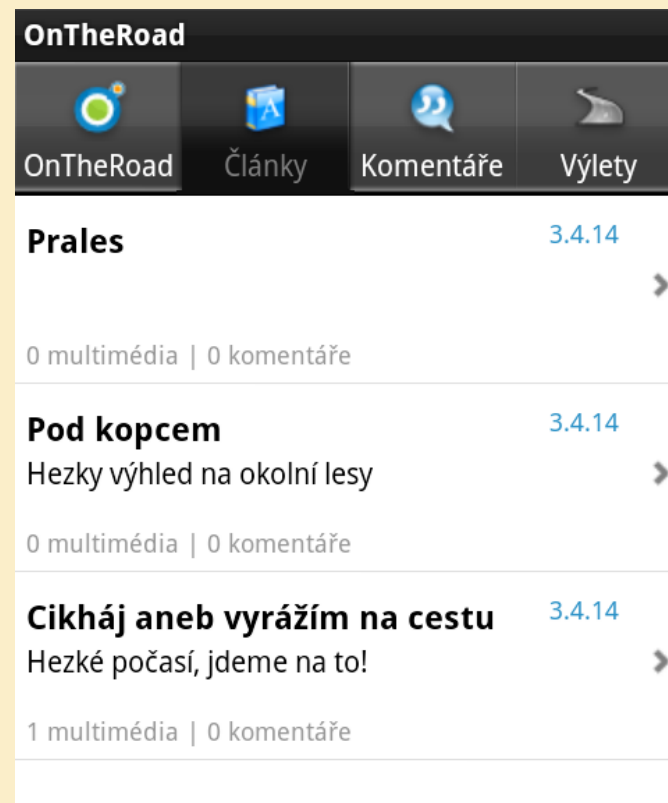 OnTheRoad
OnTheRoad Články Komentáře Výlety
Prales 3.4.14
0 multimédia | 0 komentáře
Pod kopcem 3.4.14
Hezky výhled na okolní lesy
0 multimédia | 0 komentáře
Cikháj aneb vyrážím na cestu 3.4.14
Hezké počasí, jdeme na to!
1 multimédia | 0 komentáře